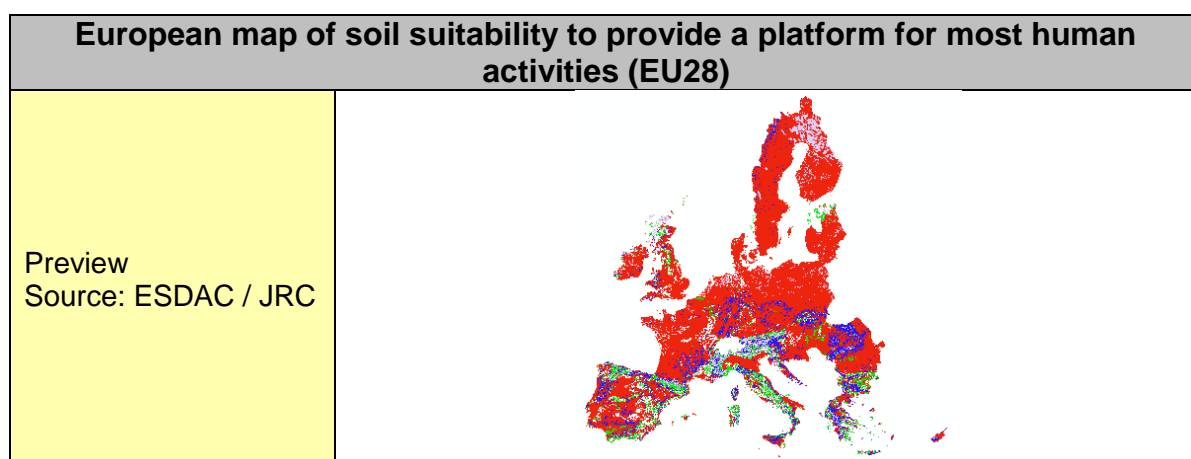 European map of soil suitability to provide a platform for most human
activities (EU28)
Preview
Source: ESDAC / JRC